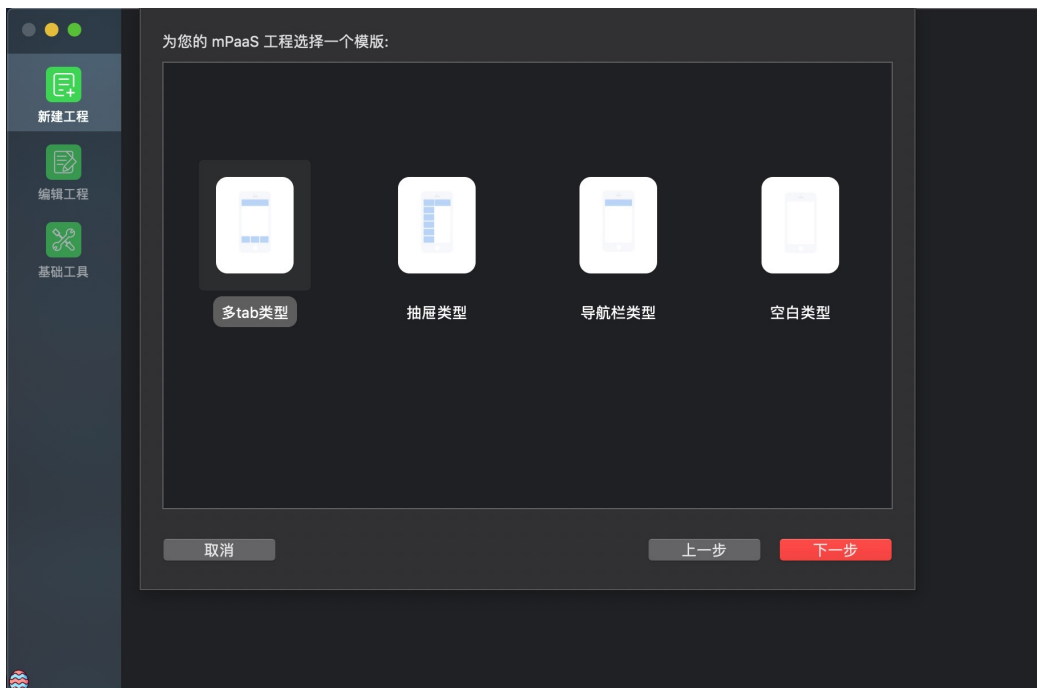 为您的 mPaaS 工程选择一个模版:
新建工程
编辑工程
基础工具
多tab类型
抽屉类型
导航栏类型
空白类型
取消
上一步
下一步